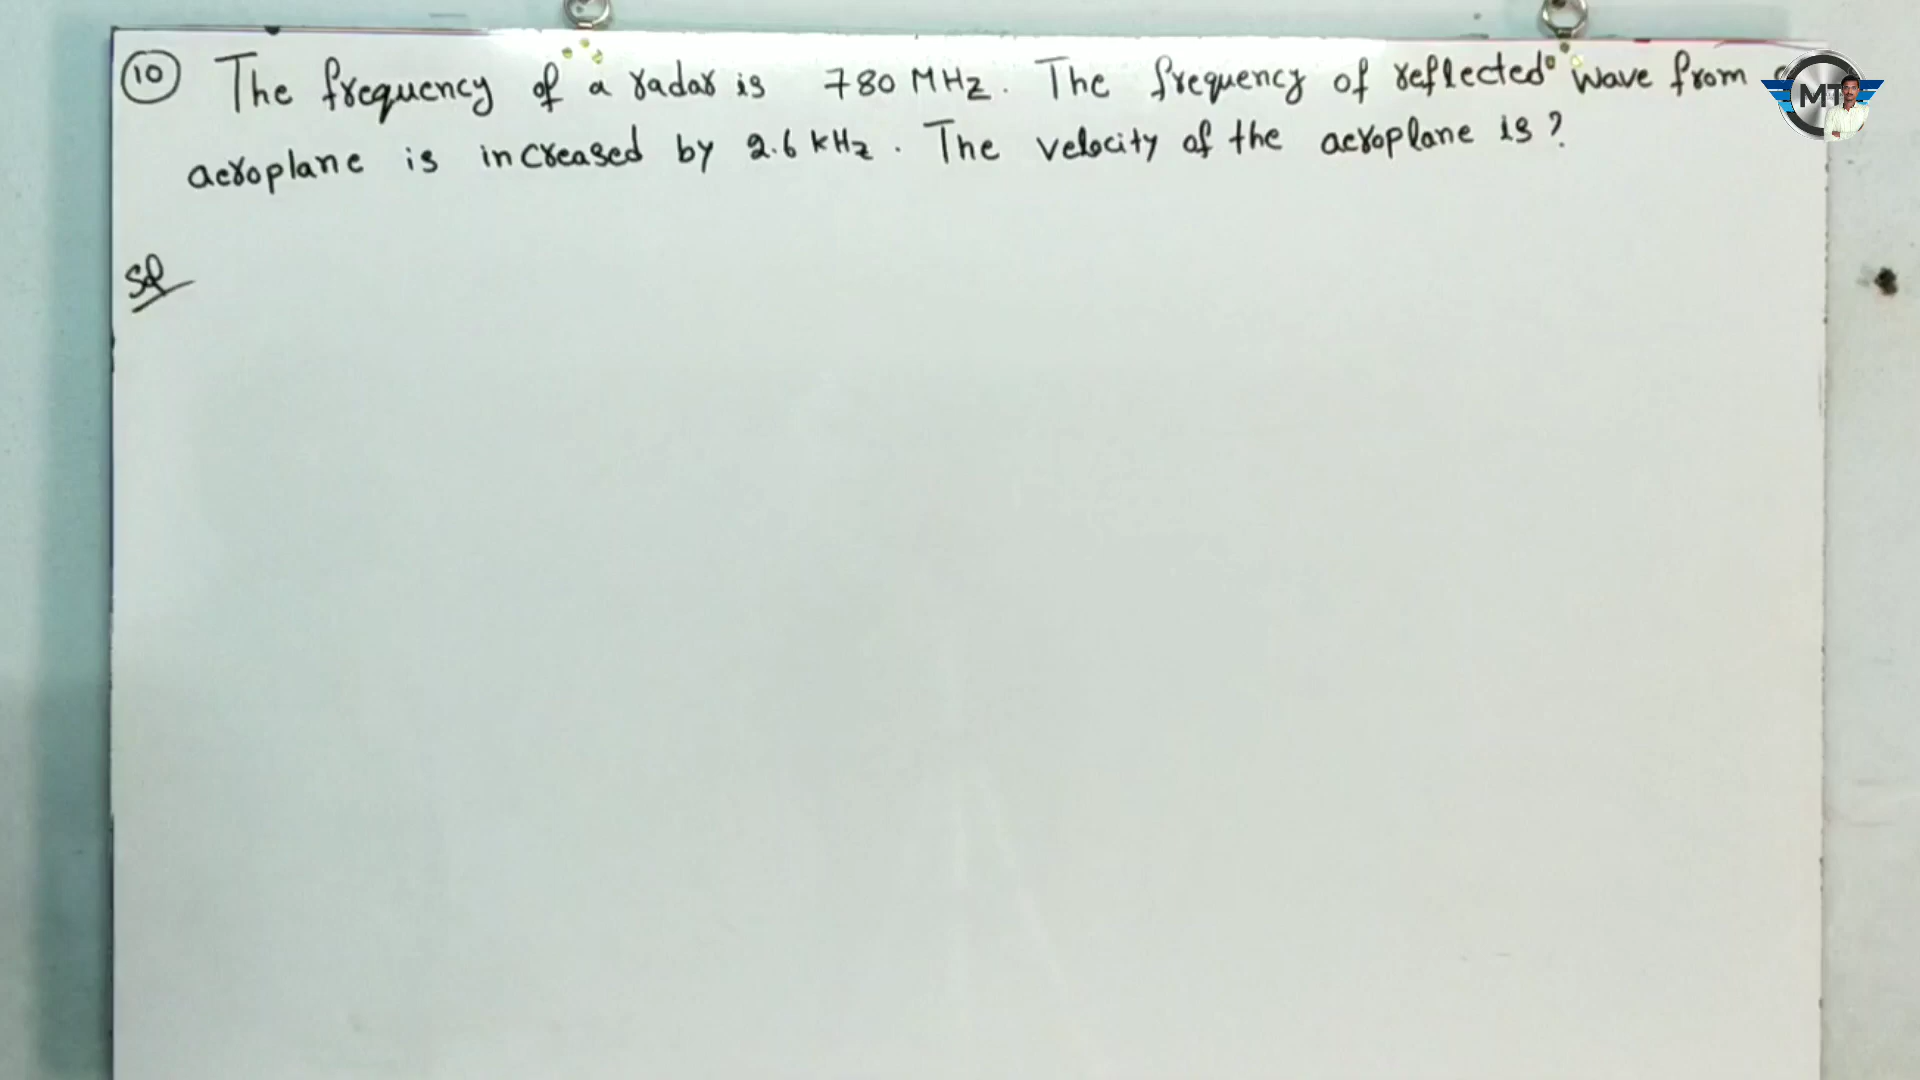 10 The frequency of a radar is 780 MHz. The frequency of reflected wave from
aeroplane is increased by 2.6 kHz. The velocity of the aeroplane is?
Sol
MT